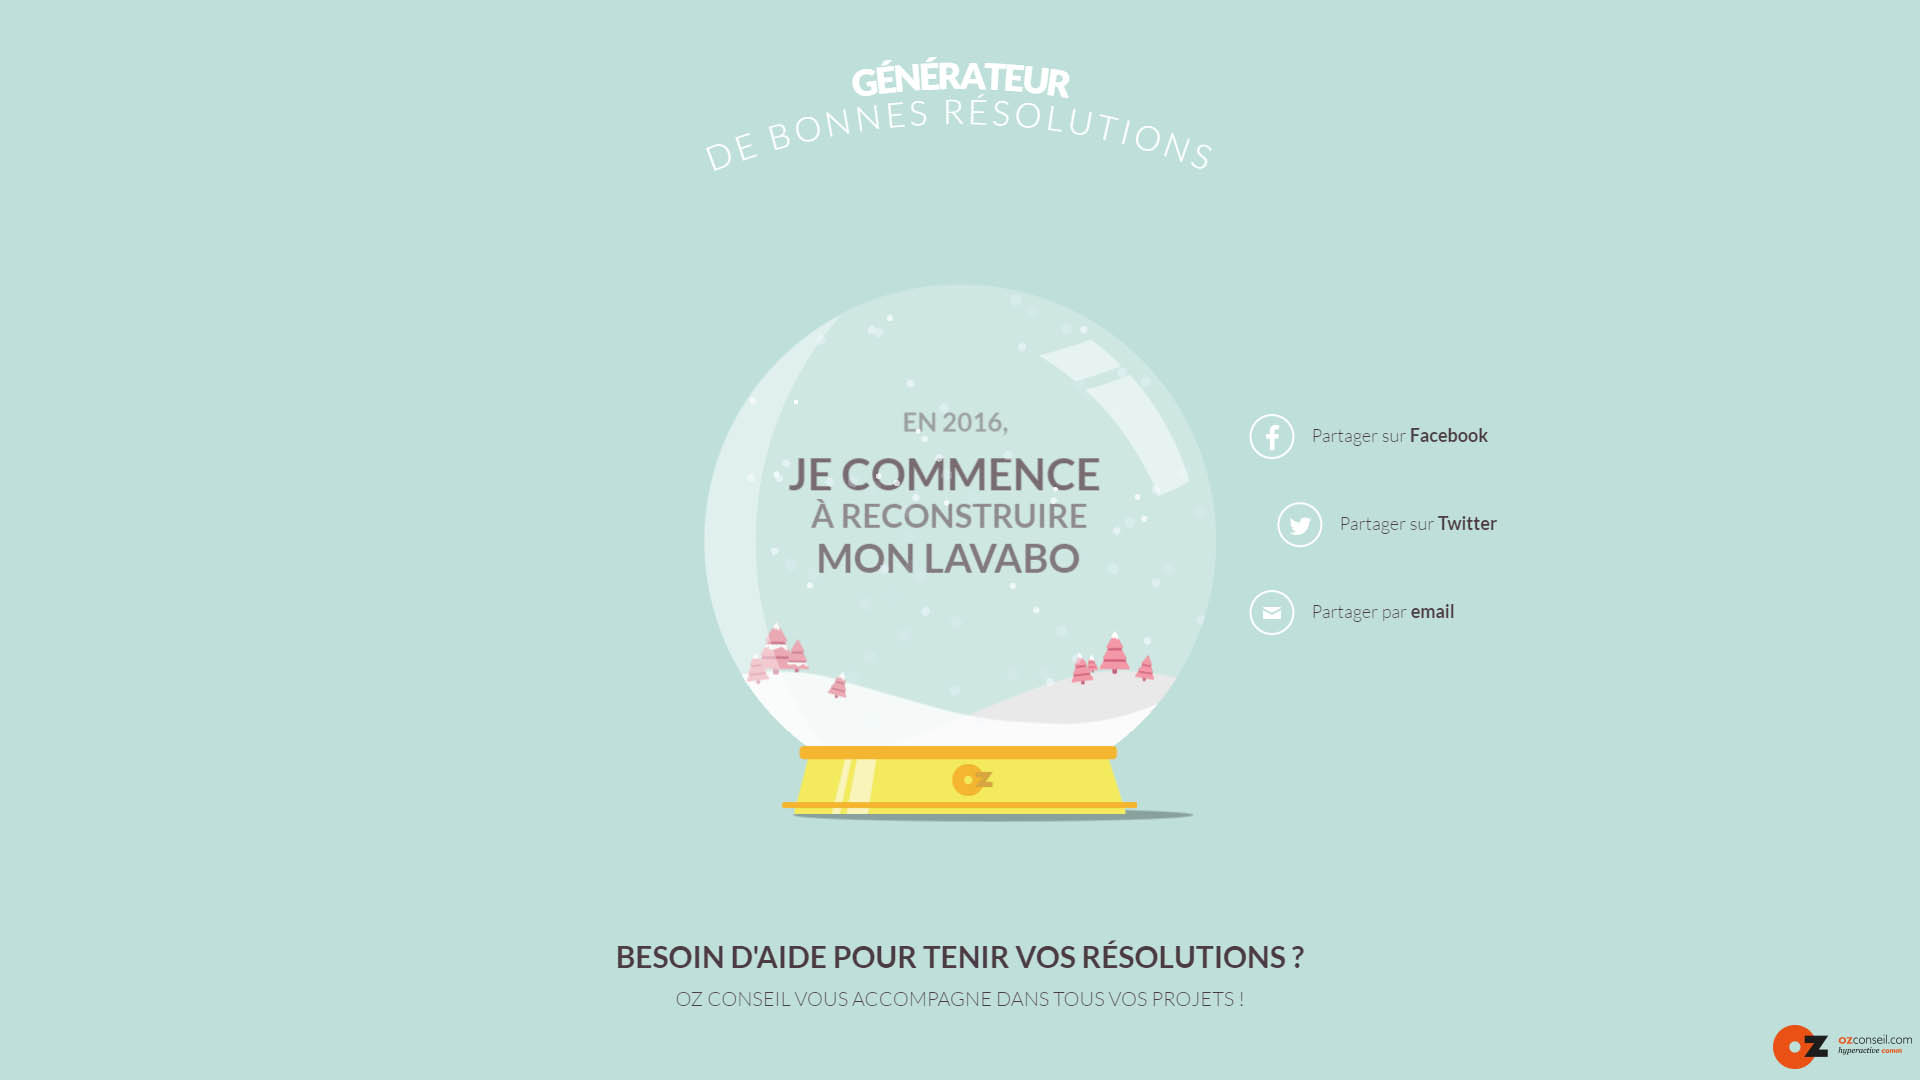 GÉNÉRATEUR
DE BONNES RÉSOLUTIONS
EN 2016,
JE COMMENCE
À RECONSTRUIRE
MON LAVABO
Partager sur Facebook
Partager sur Twitter
Partager par email
OZ
BESOIN D'AIDE POUR TENIR VOS RÉSOLUTIONS ?
OZ CONSEIL VOUS ACCOMPAGNE DANS TOUS VOS PROJETS !
OZ
ozconseil.com
hyperactive comm